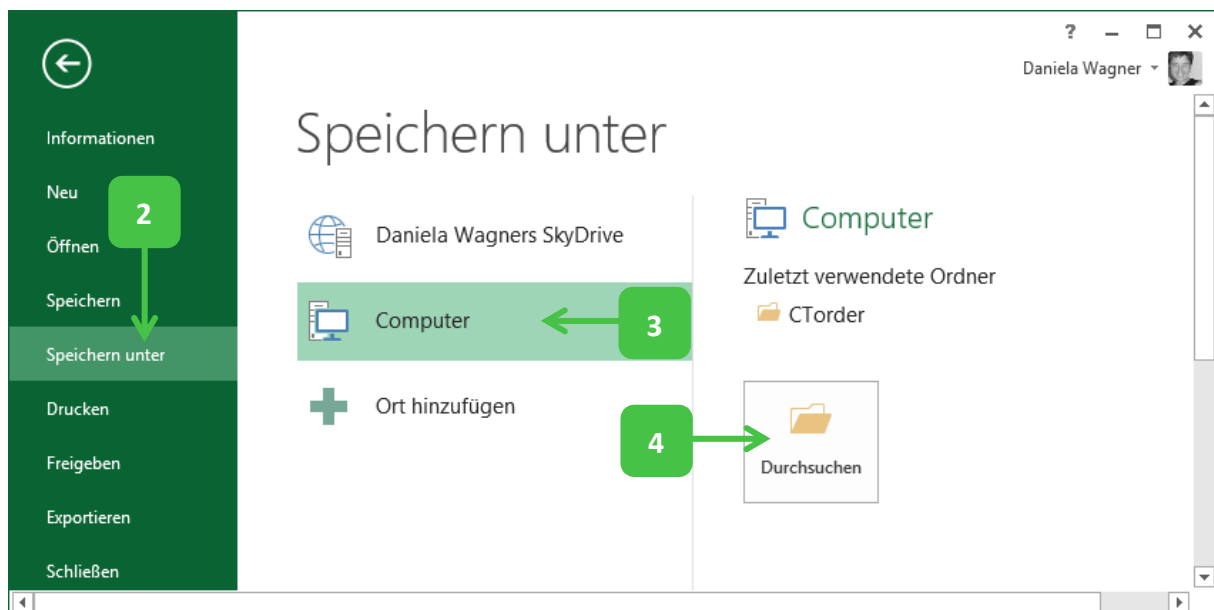 ?
Daniela Wagner
Informationen
Neu
2
Öffnen
Speichern
Speichern unter
Drucken
Freigeben
Exportieren
Schließen
Speichern unter
Daniela Wagners SkyDrive
Computer
3
Ort hinzufügen
Computer
Zuletzt verwendete Ordner
CTorder
4
Durchsuchen